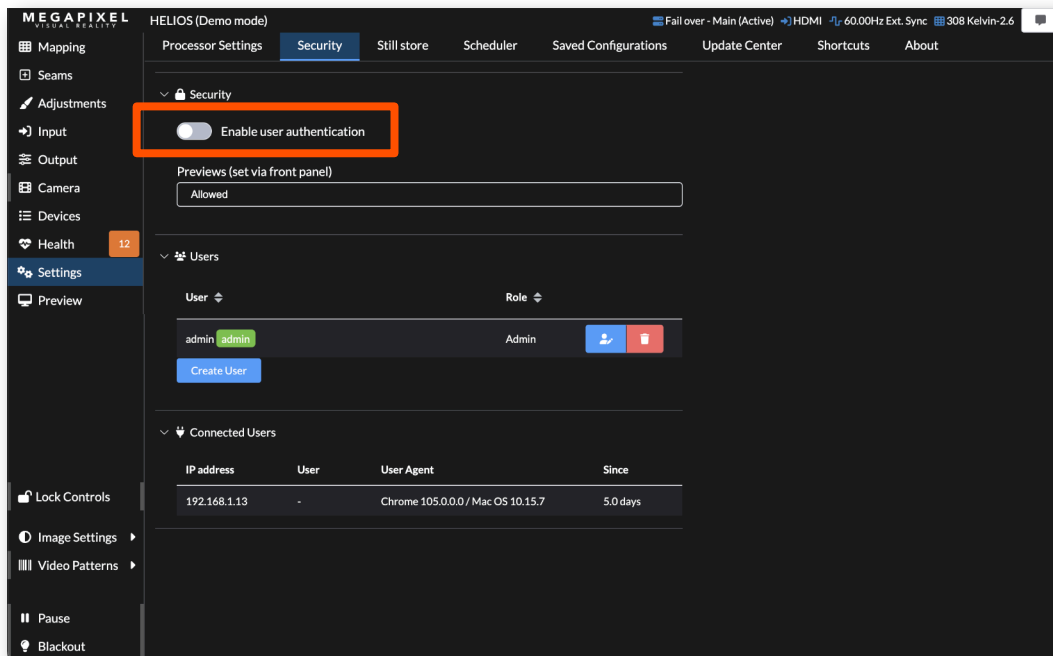 MEGAPIXEL
VISUAL REALITY
HELIOS (Demo mode)
Fail over - Main (Active) HDMI 60.00Hz Ext. Sync 308 Kelvin-2.6
Mapping
Seams
Adjustments
Input
Output
Camera
Devices
Health 12
Settings
Preview
Lock Controls
Image Settings
Video Patterns
Pause
Blackout
Processor Settings Security Still store Scheduler Saved Configurations Update Center Shortcuts About
Security
Enable user authentication
Previews (set via front panel)
Allowed
Users
User Role
admin admin Admin
Create User
Connected Users
IP address User User Agent Since
192.168.1.13 - Chrome 105.0.0.0 / Mac OS 10.15.7 5.0 days